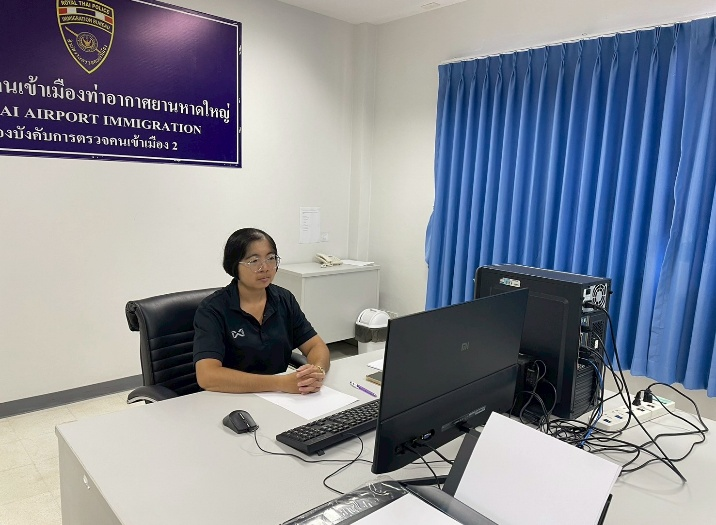 ROYAL THAI POLICE
IMMIGRATION BUREAU
คนเข้าเมืองท่าอากาศยานหาดใหญ่
AI AIRPORT IMMIGRATION
องบังคับการตรวจคนเข้าเมือง 2
mi